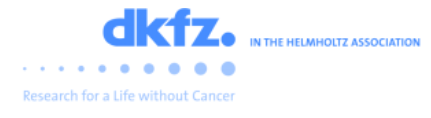 dkfz.
IN THE HELMHOLTZ ASSOCIATION
Research for a Life without Cancer